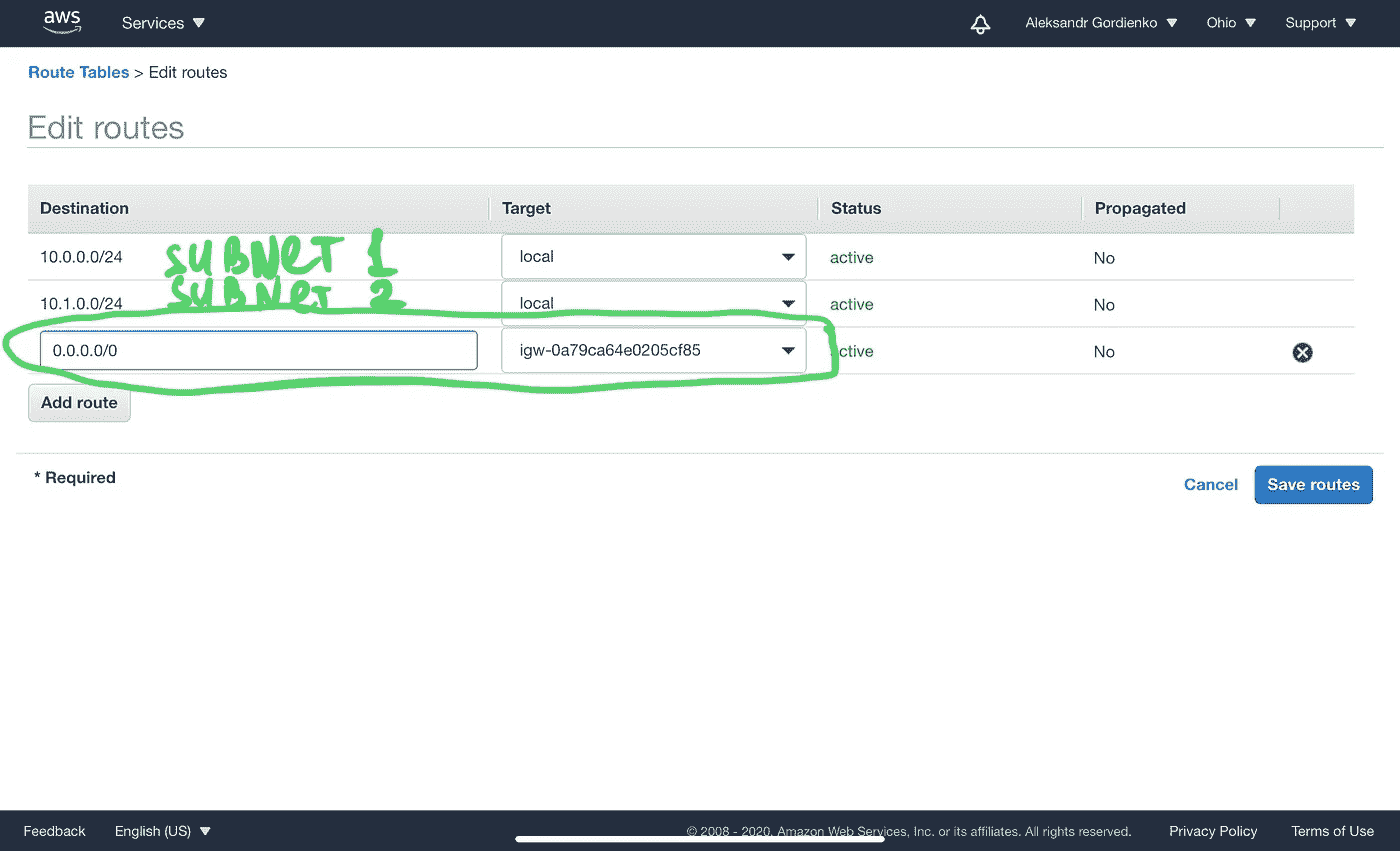 aws Services Aleksandr Gordienko Ohio Support
Route Tables > Edit routes
Edit routes
Destination Target Status Propagated
10.0.0.0/24 SUBNET 1 local active No
10.1.0.0/24 SUBNET 2 local active No
0.0.0.0/0 igw-0a79ca64e0205cf85 active No
Add route
* Required
Cancel Save routes
Feedback English (US) © 2008 - 2020, Amazon Web Services, Inc. or its affiliates. All rights reserved. Privacy Policy Terms of Use